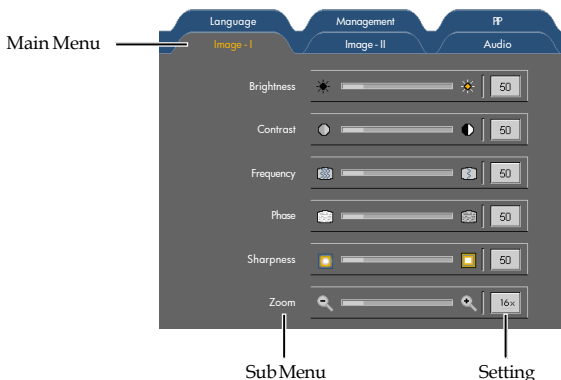 Language Management PIP
Main Menu Image - I Image - II Audio
Brightness 50
Contrast 50
Frequency 50
Phase 50
Sharpness 50
Zoom 16x
Sub Menu Setting